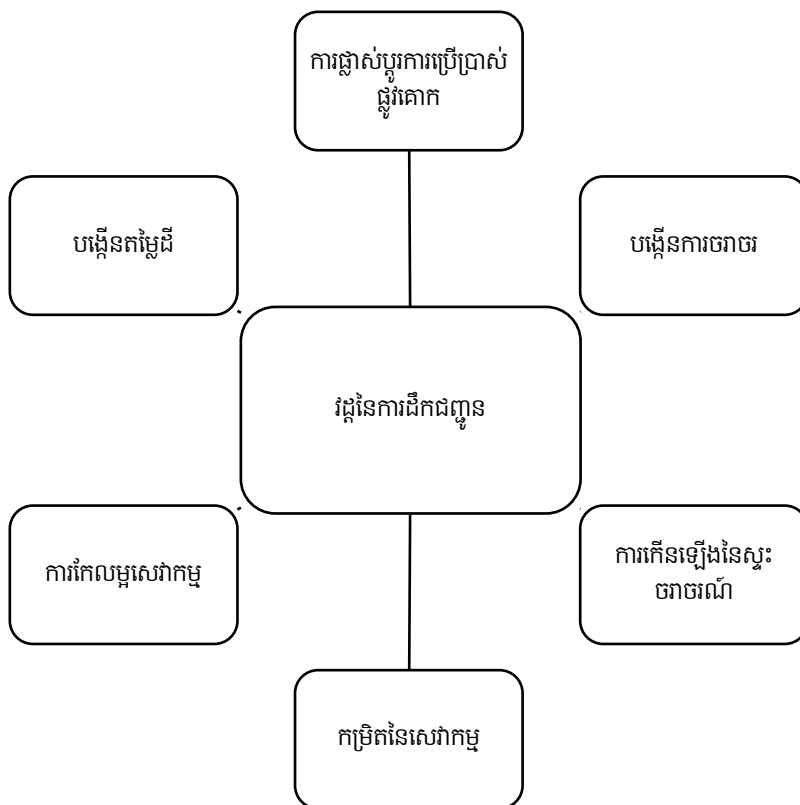 ការផ្លាស់ប្តូរការប្រើប្រាស់
ផ្លូវគោក
បង្កើនតម្លៃដី
បង្កើនការចរាចរ
វដ្តនៃការដឹកជញ្ជូន
ការកែលម្អសេវាកម្ម
ការកើនឡើងនៃស្ទះ
ចរាចរណ៍
កម្រិតនៃសេវាកម្ម